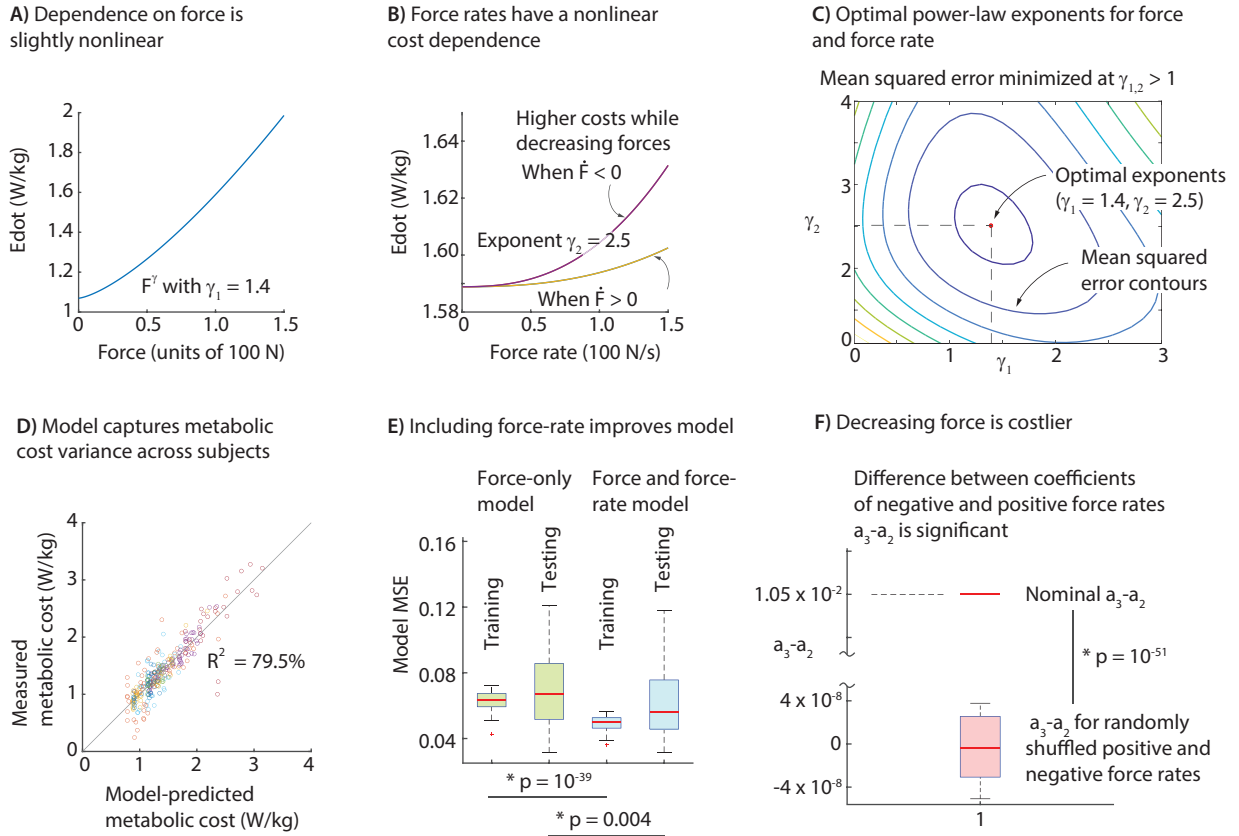 A) Dependence on force is
slightly nonlinear
2
1.8
1.6
1.4
1.2
1
Edot (W/kg)
F^γ with γ₁ = 1.4
0
0.5
1.0
1.5
Force (units of 100 N)
B) Force rates have a nonlinear
cost dependence
1.64
1.62
1.60
1.58
Edot (W/kg)
Higher costs while
decreasing forces
When Ḟ < 0
Exponent γ₂ = 2.5
When Ḟ > 0
0
0.5
1.0
1.5
Force rate (100 N/s)
C) Optimal power-law exponents for force
and force rate
Mean squared error minimized at γ₁,₂ > 1
4
3
γ₂
2
0
Optimal exponents
(γ₁ = 1.4, γ₂ = 2.5)
Mean squared
error contours
0
1
2
3
γ₁
D) Model captures metabolic
cost variance across subjects
4
3
2
1
0
Measured
metabolic cost (W/kg)
R² = 79.5%
0
1
2
3
4
Model-predicted
metabolic cost (W/kg)
E) Including force-rate improves model
Force-only
model
Force and force-
rate model
0.16
0.12
0.08
0.04
Model MSE
Training
Testing
Training
Testing
* p = 10⁻³⁹
* p = 0.004
F) Decreasing force is costlier
Difference between coefficients
of negative and positive force rates
a₃-a₂ is significant
1.05 x 10⁻²
Nominal a₃-a₂
a₃-a₂
* p = 10⁻⁵¹
4 x 10⁻⁸
0
-4 x 10⁻⁸
a₃-a₂ for randomly
shuffled positive and
negative force rates
1